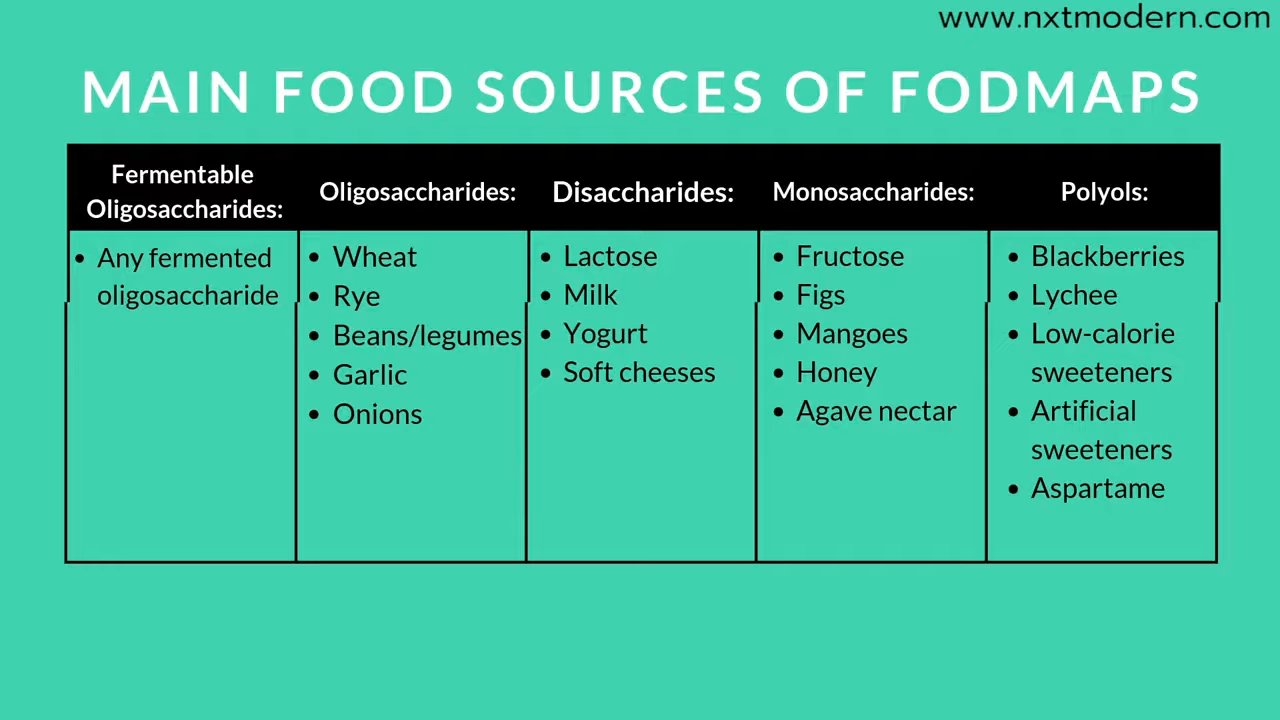 www.nxtmodern.com
MAIN FOOD SOURCES OF FODMAPS
Fermentable
Oligosaccharides:
Oligosaccharides:
Disaccharides:
Monosaccharides:
Polyols:
• Any fermented
oligosaccharide
• Wheat
• Rye
• Beans/legumes
• Garlic
• Onions
• Lactose
• Milk
• Yogurt
• Soft cheeses
• Fructose
• Figs
• Mangoes
• Honey
• Agave nectar
• Blackberries
• Lychee
• Low-calorie
sweeteners
• Artificial
sweeteners
• Aspartame